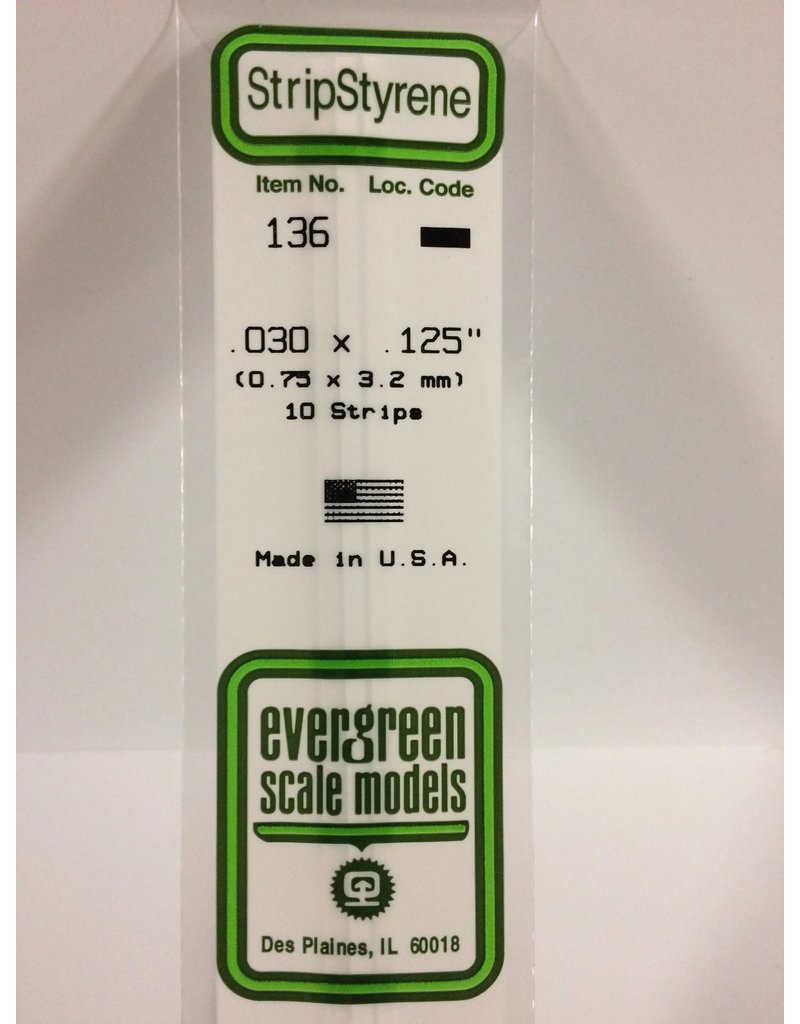 StripStyrene
Item No. Loc. Code
136
.030 x .125"
(0.75 x 3.2 mm)
10 Strips
Made in U.S.A.
evergreen
scale models
Des Plaines, IL 60018